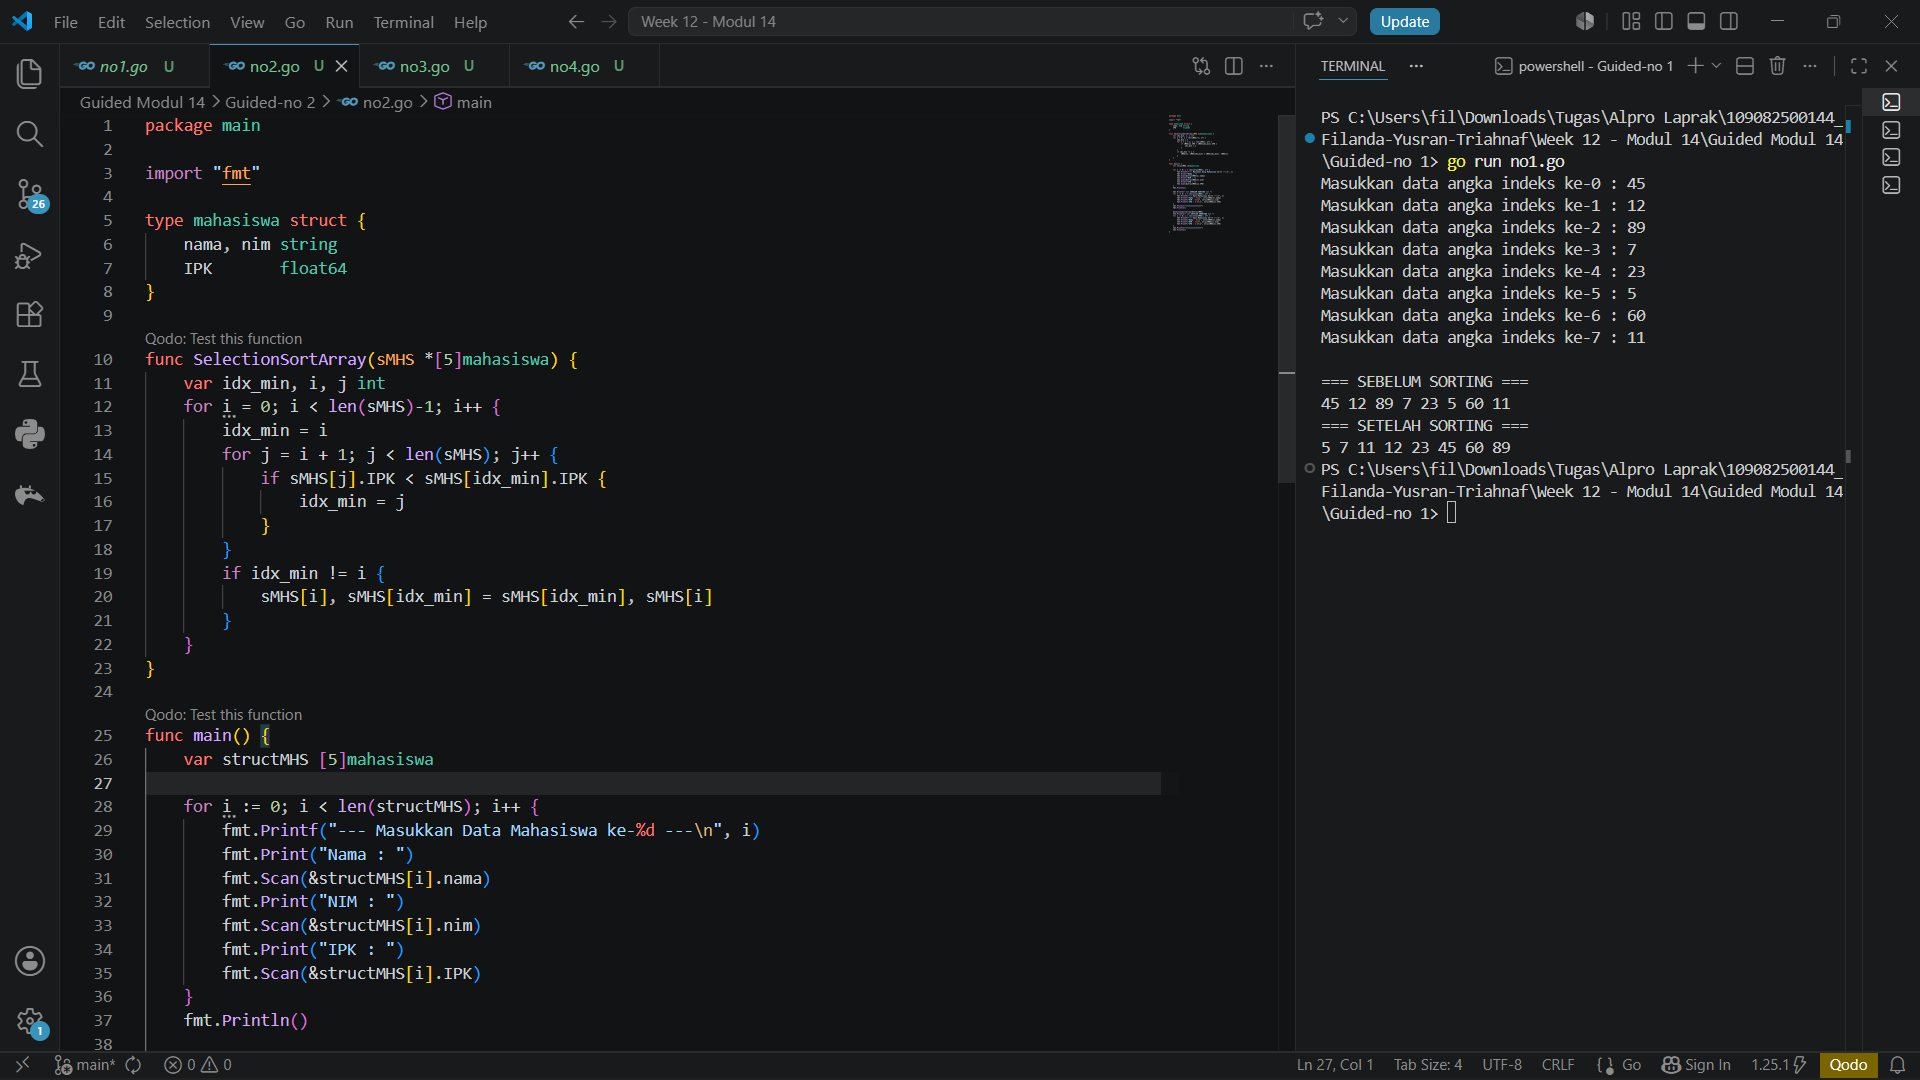 File Edit Selection View Go Run Terminal Help
Week 12 - Modul 14
Update
no1.go U
no2.go U
no3.go U
no4.go U
Guided Modul 14 > Guided-no 2 > no2.go > main
1 package main
2
3 import "fmt"
4
5 type mahasiswa struct {
6 nama, nim string
7 IPK float64
8 }
9
Qodo: Test this function
10 func SelectionSortArray(sMHS *[5]mahasiswa) {
11 var idx_min, i, j int
12 for i = 0; i < len(sMHS)-1; i++ {
13 idx_min = i
14 for j = i + 1; j < len(sMHS); j++ {
15 if sMHS[j].IPK < sMHS[idx_min].IPK {
16 idx_min = j
17 }
18 }
19 if idx_min != i {
20 sMHS[i], sMHS[idx_min] = sMHS[idx_min], sMHS[i]
21 }
22 }
23 }
24
Qodo: Test this function
25 func main() {
26 var structMHS [5]mahasiswa
27
28 for i := 0; i < len(structMHS); i++ {
29 fmt.Printf("--- Masukkan Data Mahasiswa ke-%d ---\n", i)
30 fmt.Print("Nama : ")
31 fmt.Scan(&structMHS[i].nama)
32 fmt.Print("NIM : ")
33 fmt.Scan(&structMHS[i].nim)
34 fmt.Print("IPK : ")
35 fmt.Scan(&structMHS[i].IPK)
36 }
37 fmt.Println()
38
TERMINAL
powershell - Guided-no 1
PS C:\Users\fil\Downloads\Tugas\Alpro Laprak\109082500144_
Filanda-Yusran-Triahnaf\Week 12 - Modul 14\Guided Modul 14
\Guided-no 1> go run no1.go
Masukkan data angka indeks ke-0 : 45
Masukkan data angka indeks ke-1 : 12
Masukkan data angka indeks ke-2 : 89
Masukkan data angka indeks ke-3 : 7
Masukkan data angka indeks ke-4 : 23
Masukkan data angka indeks ke-5 : 5
Masukkan data angka indeks ke-6 : 60
Masukkan data angka indeks ke-7 : 11
=== SEBELUM SORTING ===
45 12 89 7 23 5 60 11
=== SETELAH SORTING ===
5 7 11 12 23 45 60 89
PS C:\Users\fil\Downloads\Tugas\Alpro Laprak\109082500144_
Filanda-Yusran-Triahnaf\Week 12 - Modul 14\Guided Modul 14
\Guided-no 1>
26
1
main* 0 0
Ln 27, Col 1 Tab Size: 4 UTF-8 CRLF { } Go Sign In 1.25.1 Qodo